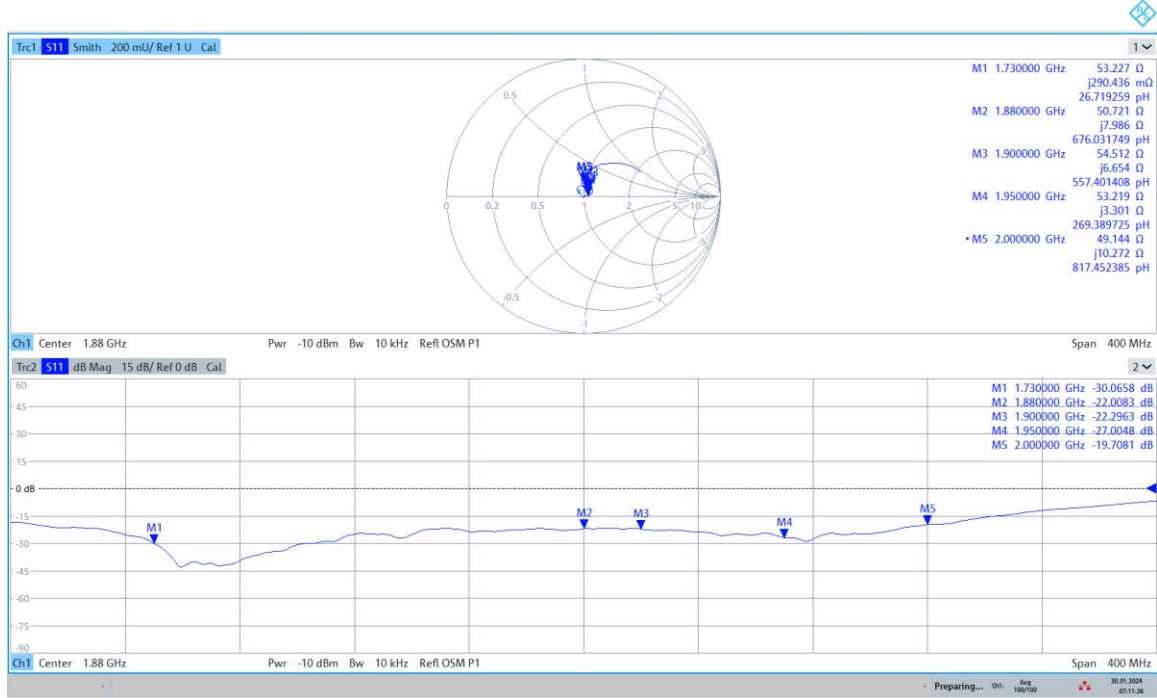 R&S
Trc1 S11 Smith 200 mU/ Ref 1 U Cal
1
M1 1.730000 GHz 53.227 Ω
j290.436 mΩ
26.719259 pH
M2 1.880000 GHz 50.721 Ω
j7.986 Ω
676.031749 pH
M3 1.900000 GHz 54.512 Ω
j6.654 Ω
557.401408 pH
M4 1.950000 GHz 53.219 Ω
j3.301 Ω
269.389725 pH
• M5 2.000000 GHz 49.144 Ω
j10.272 Ω
817.452385 pH
1
0.5
2
5
M5
0 0.2 0.5 1 2 5 10
-5
-0.5
-2
-1
Ch1 Center 1.88 GHz Pwr -10 dBm Bw 10 kHz Refl OSM P1 Span 400 MHz
Trc2 S11 dB Mag 15 dB/ Ref 0 dB Cal
2
M1 1.730000 GHz -30.0658 dB
M2 1.880000 GHz -22.0083 dB
M3 1.900000 GHz -22.2963 dB
M4 1.950000 GHz -27.0048 dB
M5 2.000000 GHz -19.7081 dB
60
45
30
15
0 dB
-15
-30
-45
-60
-75
-90
M1
M2
M3
M4
M5
Ch1 Center 1.88 GHz Pwr -10 dBm Bw 10 kHz Refl OSM P1 Span 400 MHz
Preparing... Ch1: Avg 100/100 30.01.2024
07:11:26